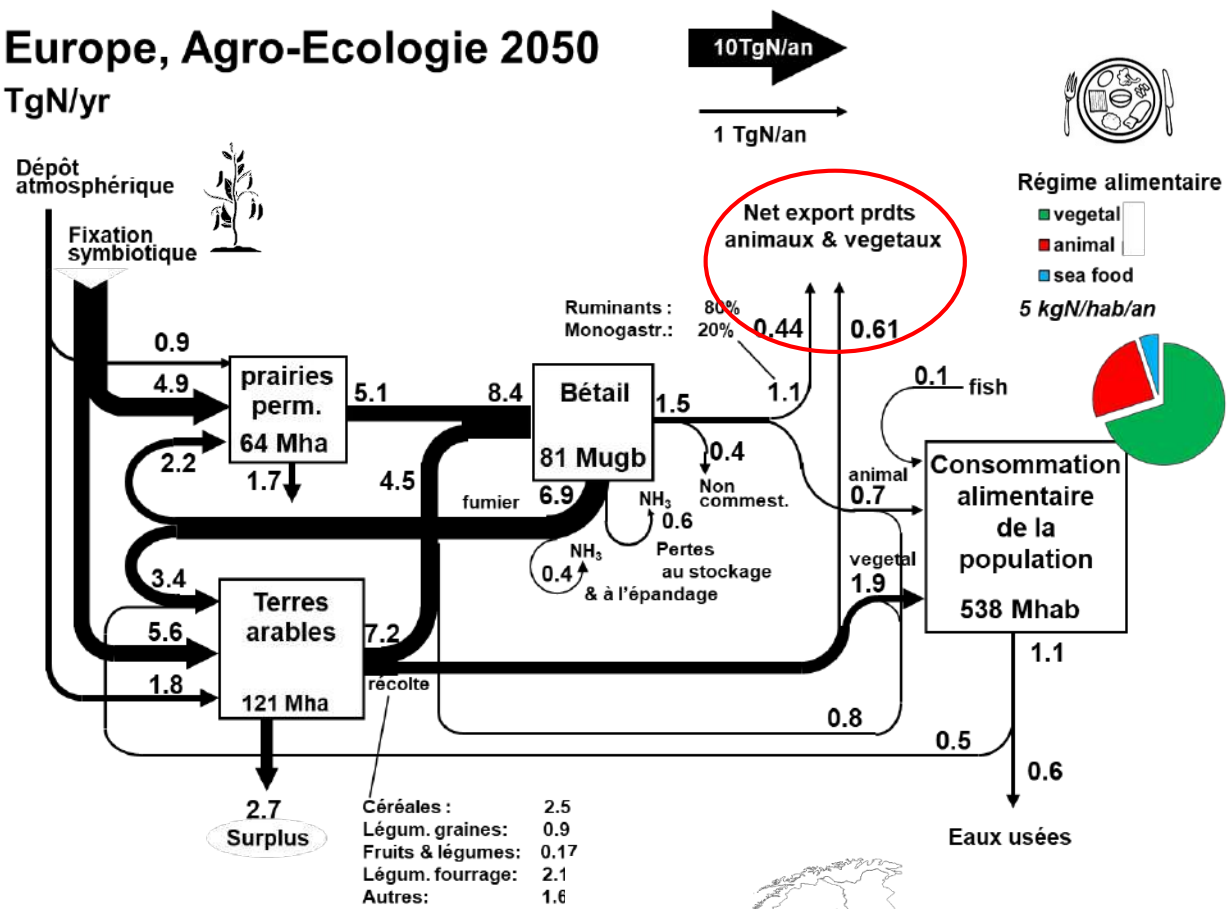 Europe, Agro-Ecologie 2050
TgN/yr
10TgN/an
1 TgN/an
Dépôt
atmosphérique
Fixation
symbiotique
Régime alimentaire
vegetal
animal
sea food
5 kgN/hab/an
Net export prdts
animaux & vegetaux
Ruminants : 80%
Monogastr.: 20%
0.44
0.61
0.9
4.9
prairies
perm.
64 Mha
5.1
8.4
Bétail
81 Mugb
1.5
1.1
0.1
fish
2.2
1.7
4.5
fumier
6.9
NH3
0.6
0.4
Non
commest.
animal
0.7
Consommation
alimentaire
de la
population
538 Mhab
NH3
0.4
Pertes
au stockage
& à l'épandage
vegetal
1.9
3.4
5.6
1.8
Terres
arables
121 Mha
7.2
récolte
0.8
1.1
0.5
0.6
Eaux usées
2.7
Surplus
Céréales : 2.5
Légum. graines: 0.9
Fruits & légumes: 0.17
Légum. fourrage: 2.1
Autres: 1.6